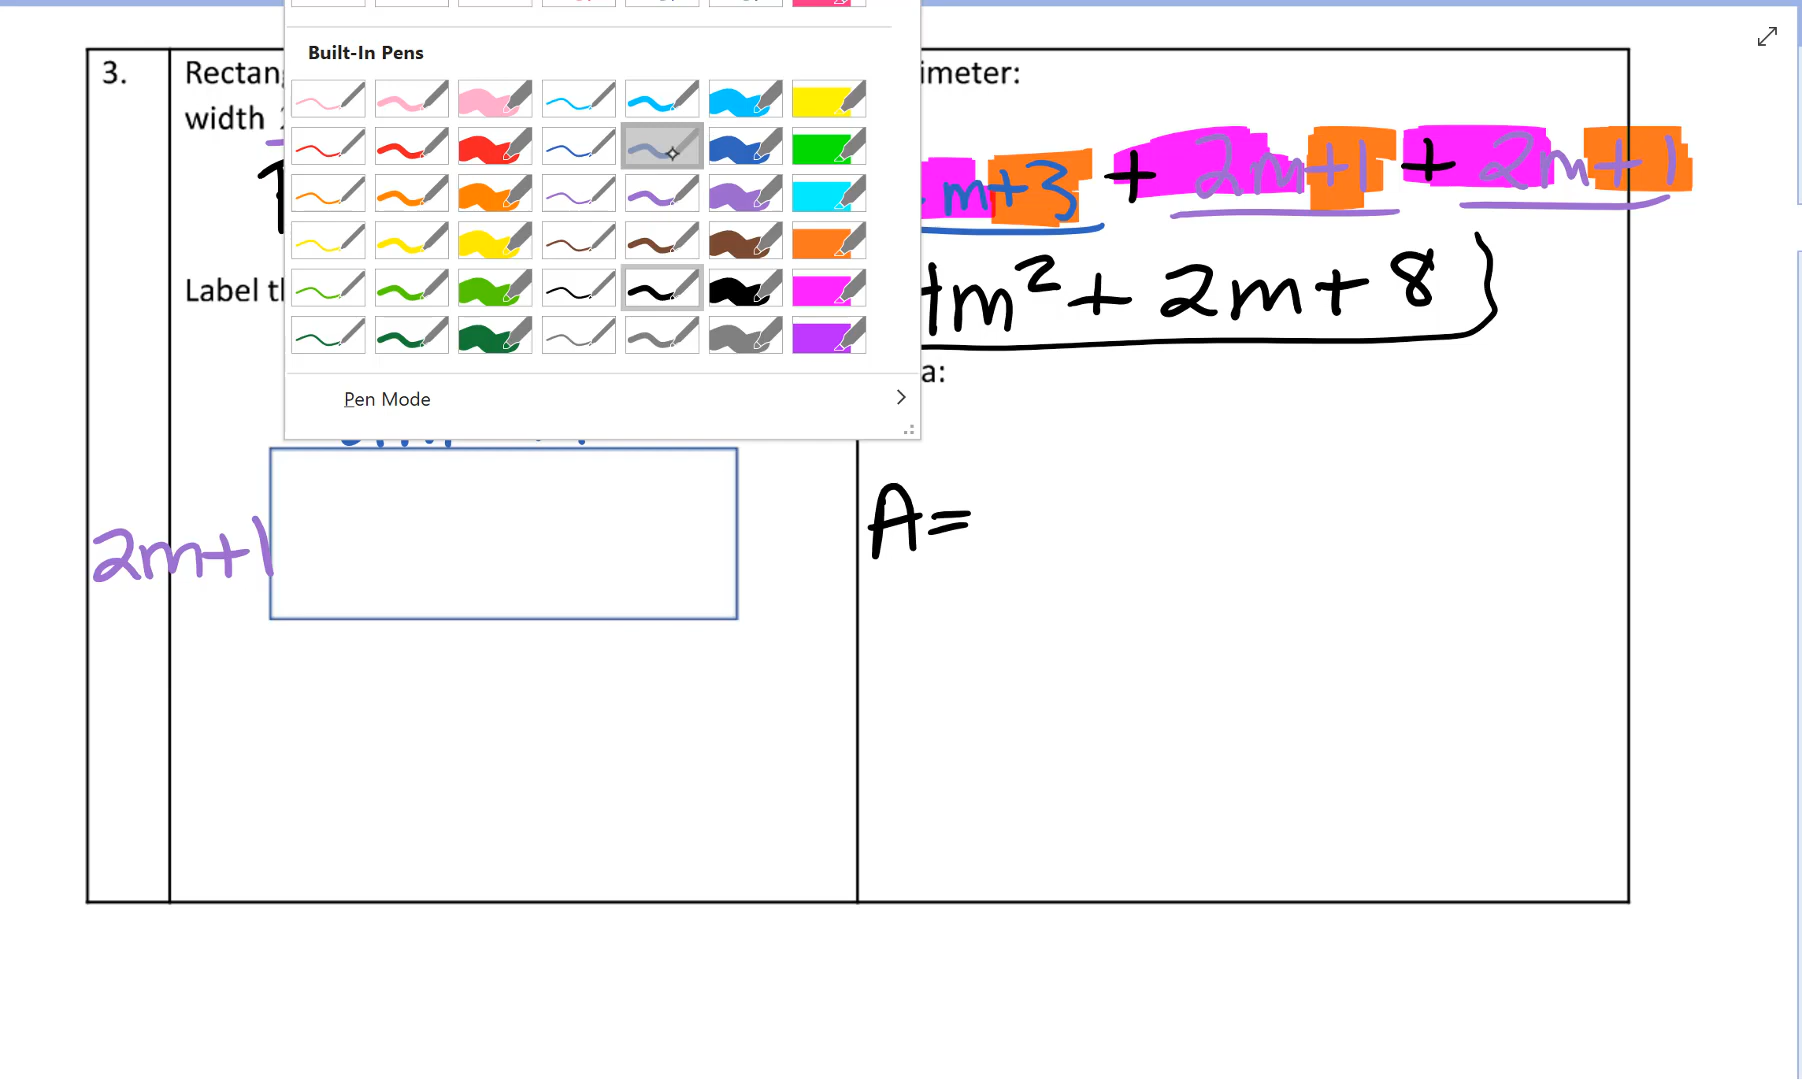 Built-In Pens
3. Rectan imeter:
width
m+3 + 2m+1 + 2m+1
Label th m² + 2m + 8
Pen Mode
a:
2m+1
A=